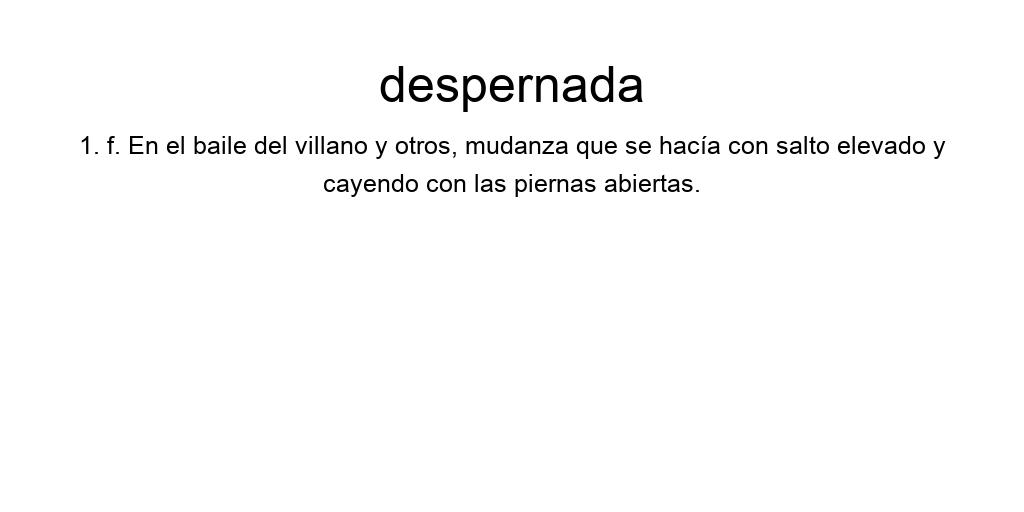 despernada
1. f. En el baile del villano y otros, mudanza que se hacía con salto elevado y
cayendo con las piernas abiertas.